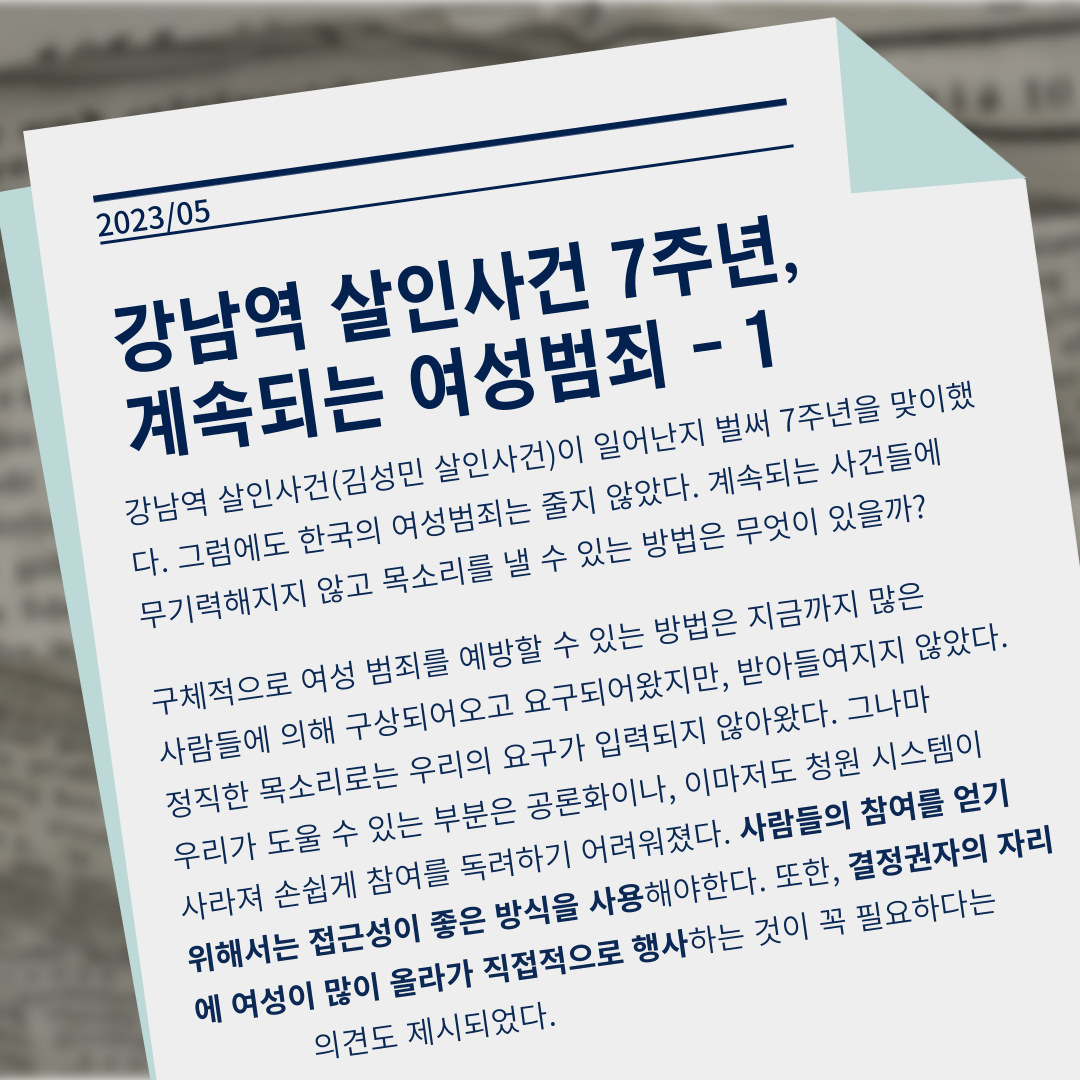 2023/05
강남역 살인사건 7주년,
계속되는 여성범죄 - 1
강남역 살인사건(김성민 살인사건)이 일어난지 벌써 7주년을 맞이했
다. 그럼에도 한국의 여성범죄는 줄지 않았다. 계속되는 사건들에
무기력해지지 않고 목소리를 낼 수 있는 방법은 무엇이 있을까?
구체적으로 여성 범죄를 예방할 수 있는 방법은 지금까지 많은
사람들에 의해 구상되어오고 요구되어왔지만, 받아들여지지 않았다.
정직한 목소리로는 우리의 요구가 입력되지 않아왔다. 그나마
우리가 도울 수 있는 부분은 공론화이나, 이마저도 청원 시스템이
사라져 손쉽게 참여를 독려하기 어려워졌다. 사람들의 참여를 얻기
위해서는 접근성이 좋은 방식을 사용해야한다. 또한, 결정권자의 자리
에 여성이 많이 올라가 직접적으로 행사하는 것이 꼭 필요하다는
의견도 제시되었다.